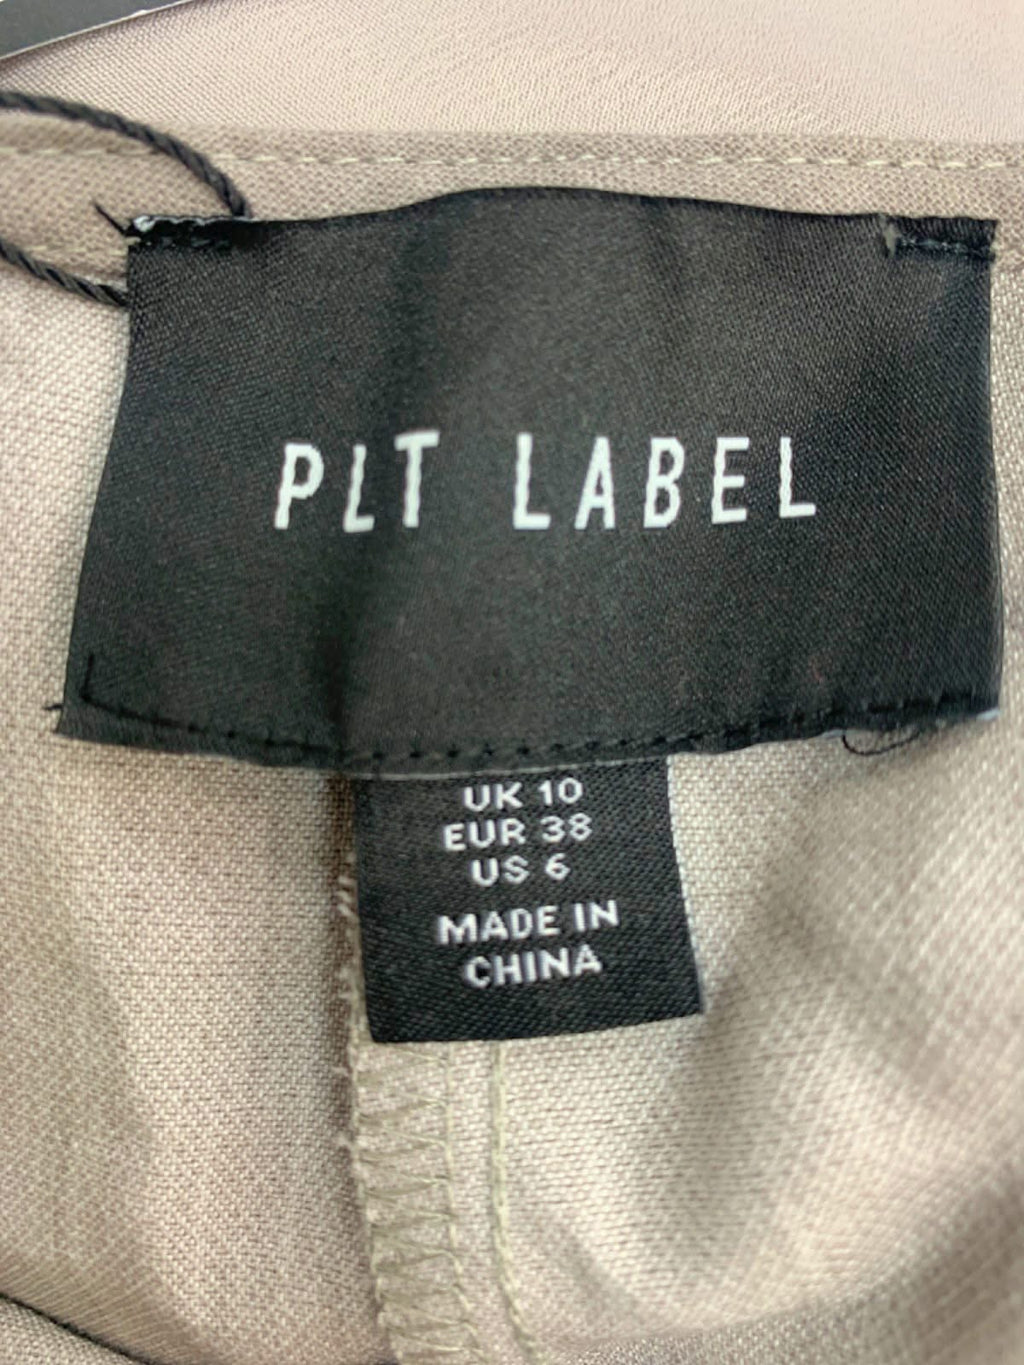 PLT LABEL
UK 10
EUR 38
US 6
MADE IN
CHINA